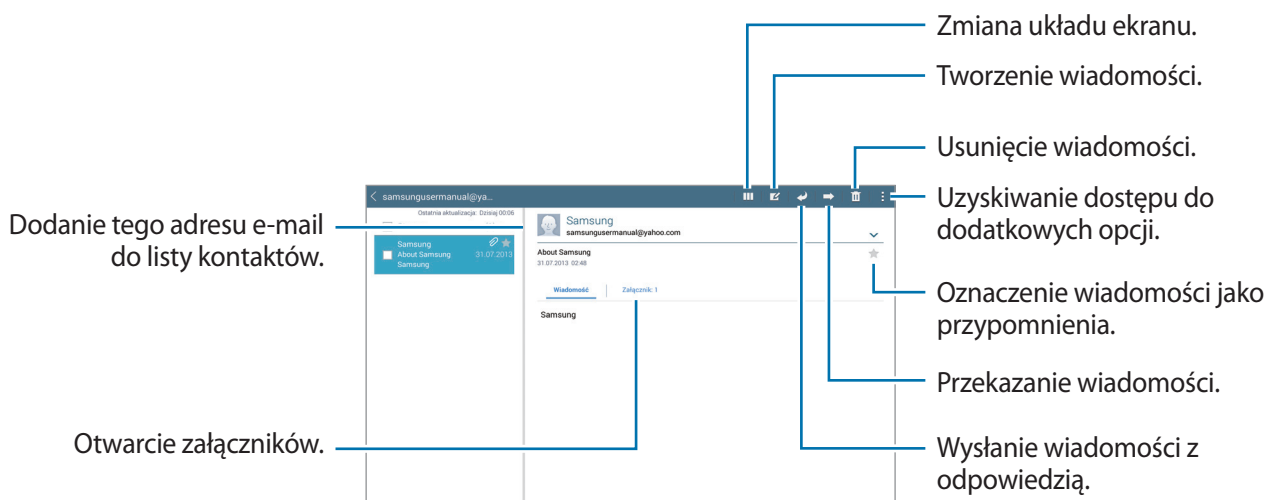 Zmiana układu ekranu.
Tworzenie wiadomości.
Usunięcie wiadomości.
Uzyskiwanie dostępu do
dodatkowych opcji.
Oznaczenie wiadomości jako
przypomnienia.
Przekazanie wiadomości.
Wysłanie wiadomości z
odpowiedzią.
Dodanie tego adresu e-mail
do listy kontaktów.
Otwarcie załączników.
samsungusermanual@ya...
Ostatnia aktualizacja: Dzisiaj 00:06
Samsung
About Samsung 31.07.2013
Samsung
Samsung
samsungusermanual@yahoo.com
About Samsung
31.07.2013 02:48
Wiadomość Załącznik: 1
Samsung